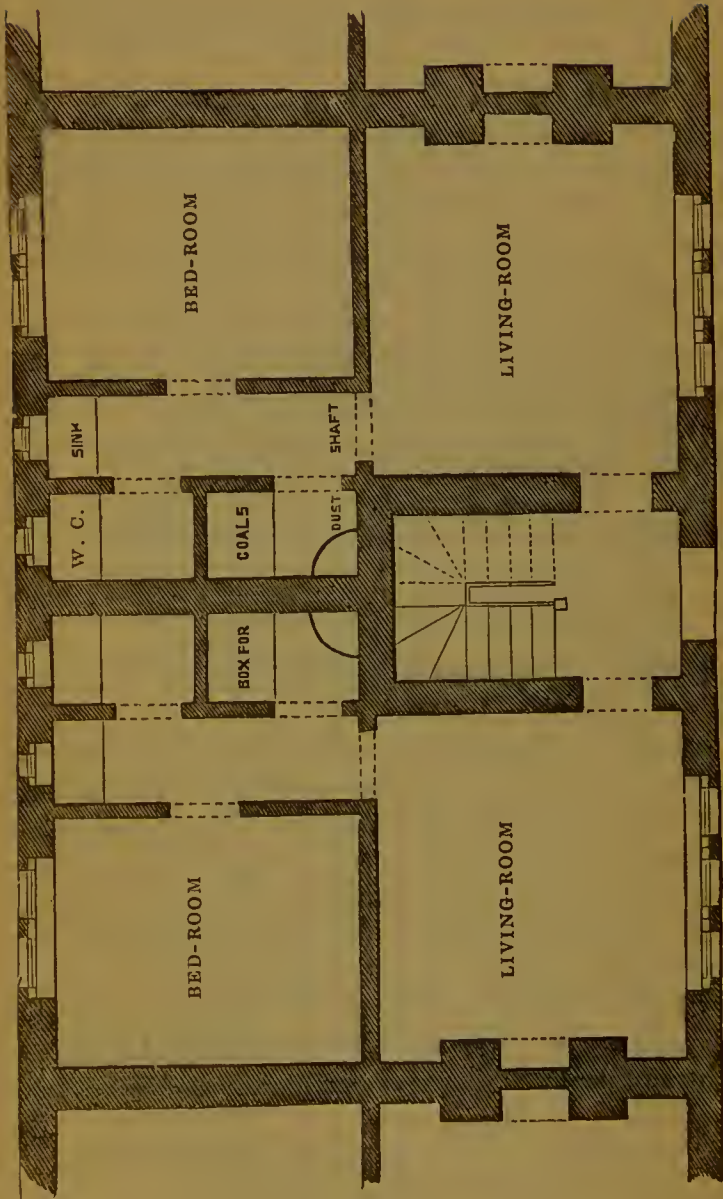 BED-ROOM
W. C.
SINK
BED-ROOM
BOX FOR COALS
DUST SHAFT
LIVING-ROOM
LIVING-ROOM